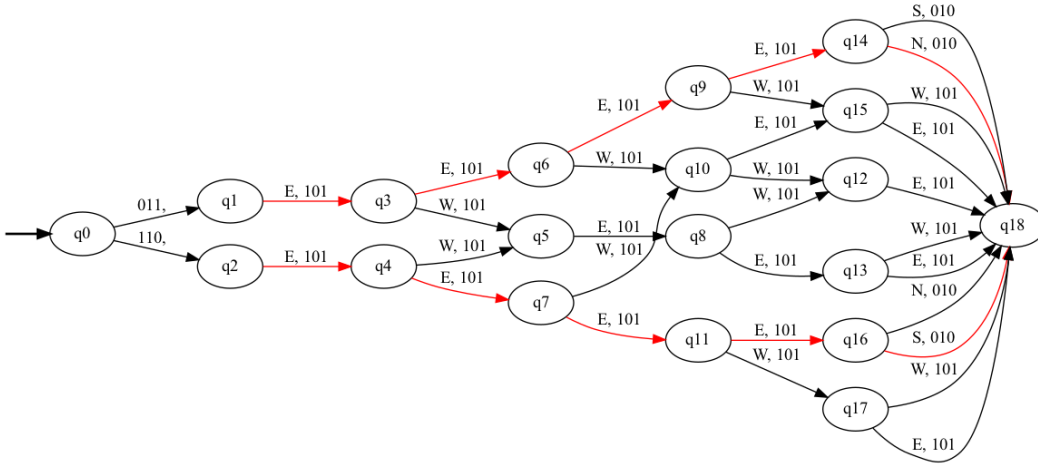 S, 010
q14
N, 010
E, 101
q9
W, 101
E, 101
q15
W, 101
E, 101
E, 101
E, 101
q6
W, 101
q10
W, 101
q12
E, 101
q1
E, 101
q3
W, 101
W, 101
q18
011,
q0
110,
q5
E, 101
W, 101
q8
W, 101
E, 101
q2
E, 101
q4
W, 101
E, 101
E, 101
q13
N, 010
q7
E, 101
q11
E, 101
W, 101
q16
S, 010
W, 101
q17
E, 101